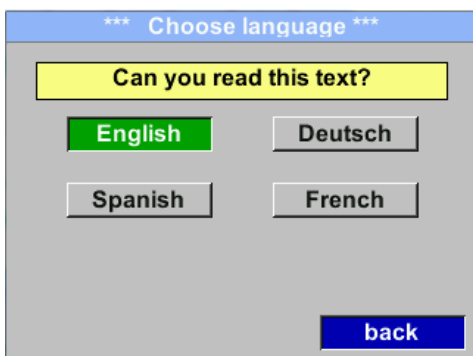 *** Choose language ***
Can you read this text?
English Deutsch
Spanish French
back